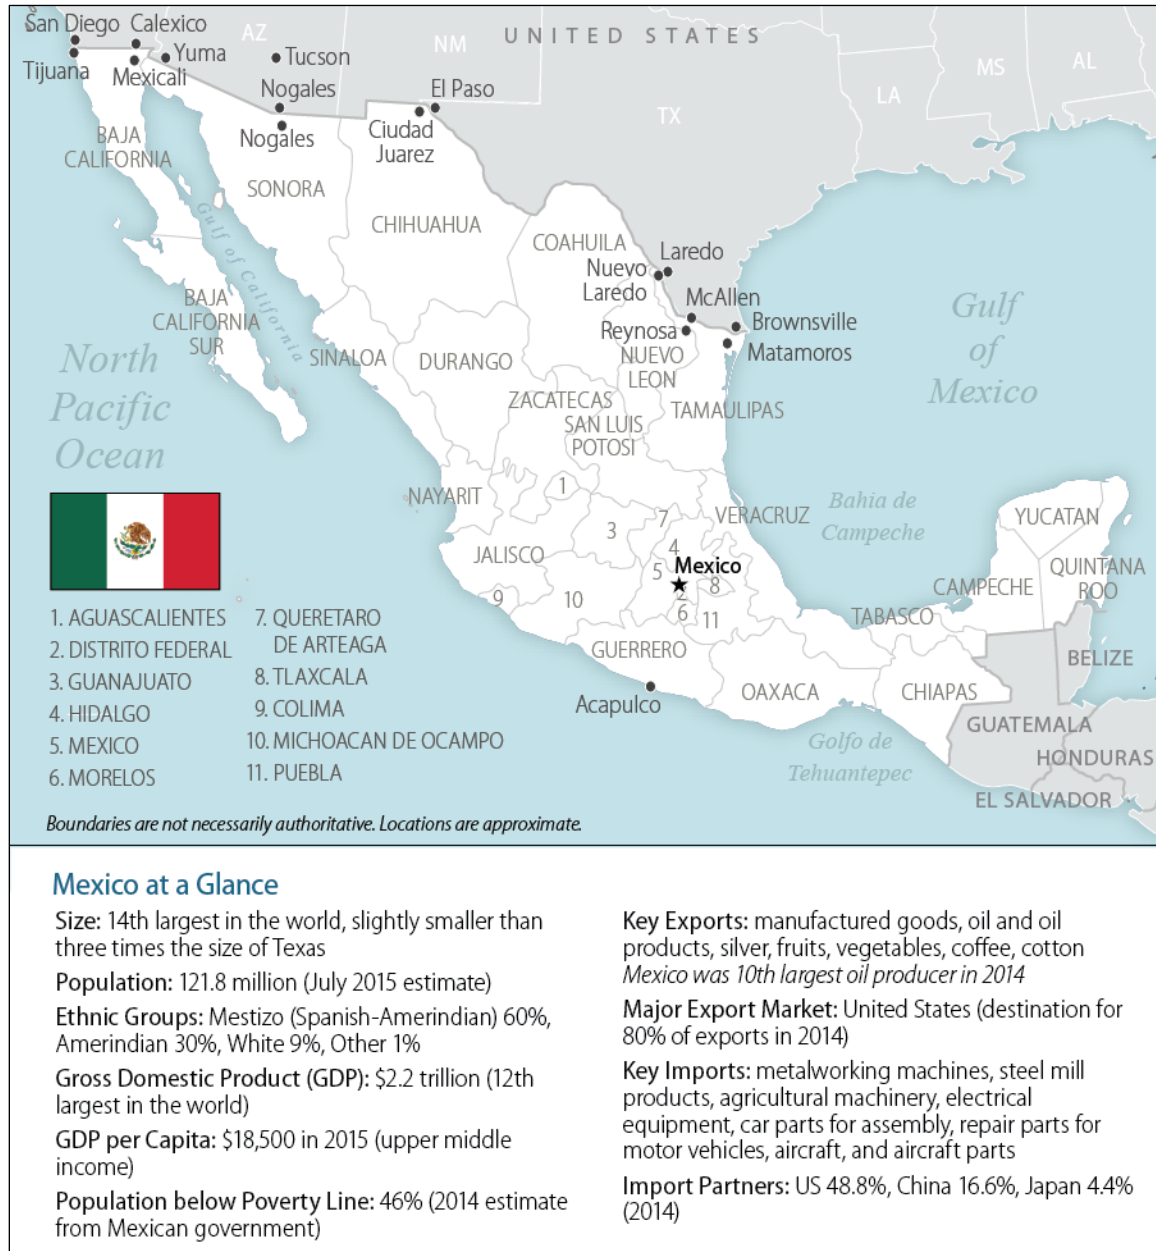 San Diego
Calexico
AZ
NM
UNITED STATES
MS
AL
Tijuana
Mexicali
Yuma
Tucson
LA
Nogales
El Paso
TX
Nogales
Ciudad
Juarez
BAJA
CALIFORNIA
SONORA
CHIHUAHUA
Gulf of California
COAHUILA
Laredo
Nuevo
Laredo
McAllen
BAJA
CALIFORNIA
SUR
Gulf
of
Mexico
Brownsville
Reynosa
Matamoros
North
Pacific
Ocean
SINALOA
DURANGO
NUEVO
LEON
ZACATECAS
TAMAULIPAS
SAN LUIS
POTOSI
NAYARIT
1
Bahia de
Campeche
3
7
VERACRUZ
YUCATAN
JALISCO
4
Mexico
5
QUINTANA
ROO
CAMPECHE
9
10
2
8
6
11
TABASCO
GUERRERO
BELIZE
Acapulco
OAXACA
CHIAPAS
GUATEMALA
Golfo de
Tehuantepec
HONDURAS
EL SALVADOR
1. AGUASCALIENTES
2. DISTRITO FEDERAL
3. GUANAJUATO
4. HIDALGO
5. MEXICO
6. MORELOS
7. QUERETARO
DE ARTEAGA
8. TLAXCALA
9. COLIMA
10. MICHOACAN DE OCAMPO
11. PUEBLA
Boundaries are not necessarily authoritative. Locations are approximate.
Mexico at a Glance
Size: 14th largest in the world, slightly smaller than
three times the size of Texas
Population: 121.8 million (July 2015 estimate)
Ethnic Groups: Mestizo (Spanish-Amerindian) 60%,
Amerindian 30%, White 9%, Other 1%
Gross Domestic Product (GDP): $2.2 trillion (12th
largest in the world)
GDP per Capita: $18,500 in 2015 (upper middle
income)
Population below Poverty Line: 46% (2014 estimate
from Mexican government)
Key Exports: manufactured goods, oil and oil
products, silver, fruits, vegetables, coffee, cotton
Mexico was 10th largest oil producer in 2014
Major Export Market: United States (destination for
80% of exports in 2014)
Key Imports: metalworking machines, steel mill
products, agricultural machinery, electrical
equipment, car parts for assembly, repair parts for
motor vehicles, aircraft, and aircraft parts
Import Partners: US 48.8%, China 16.6%, Japan 4.4%
(2014)